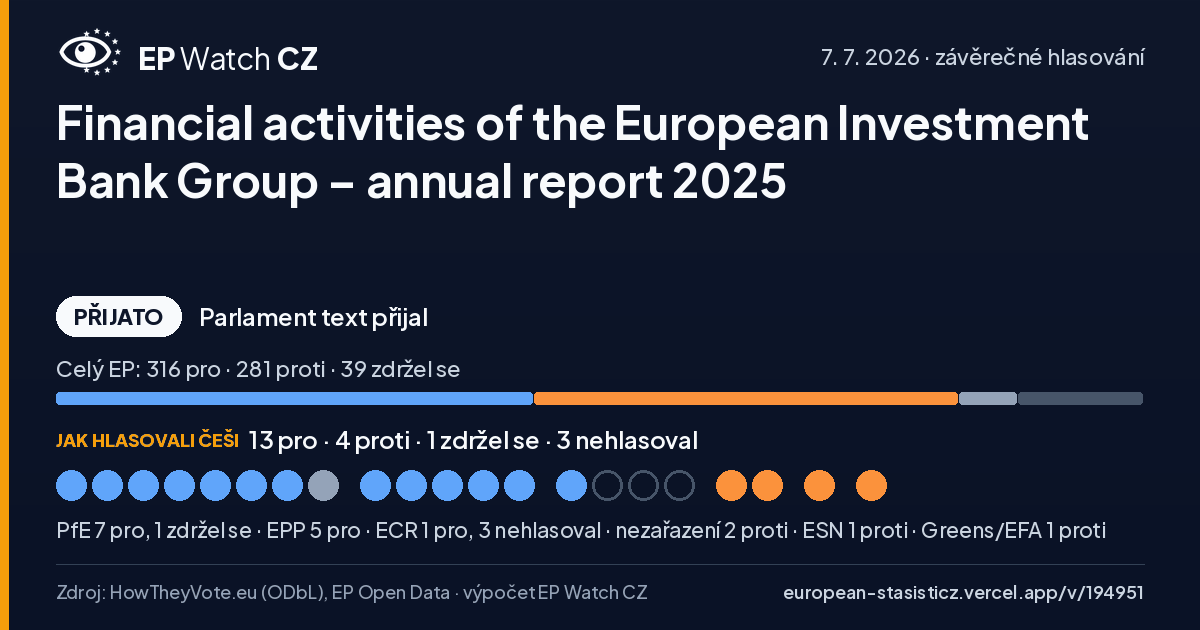 EP Watch CZ
7. 7. 2026 · závěrečné hlasování
Financial activities of the European Investment
Bank Group – annual report 2025
PŘIJATO Parlament text přijal
Celý EP: 316 pro · 281 proti · 39 zdržel se
JAK HLASOVALI ČEŠI 13 pro · 4 proti · 1 zdržel se · 3 nehlasoval
PfE 7 pro, 1 zdržel se · EPP 5 pro · ECR 1 pro, 3 nehlasoval · nezařazení 2 proti · ESN 1 proti · Greens/EFA 1 proti
Zdroj: HowTheyVote.eu (ODbL), EP Open Data · výpočet EP Watch CZ
european-stasisticz.vercel.app/v/194951